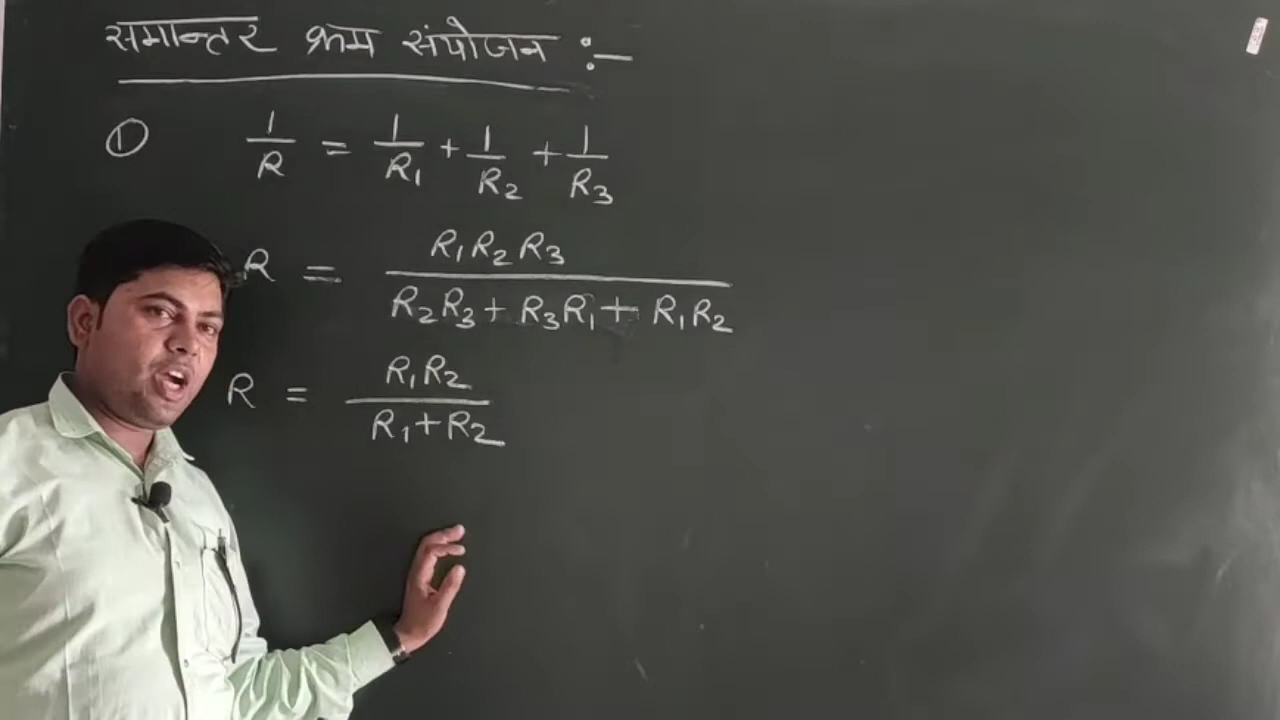 समान्तर क्रम संयोजन :-
① 1/R = 1/R₁ + 1/R₂ + 1/R₃
R = R₁R₂R₃ / R₂R₃ + R₃R₁ + R₁R₂
R = R₁R₂ / R₁+R₂